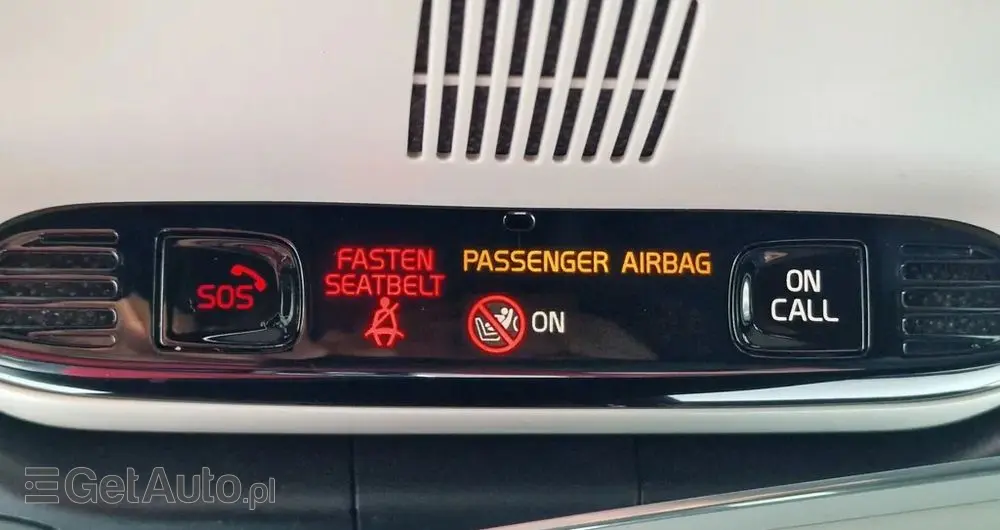 SOS
FASTEN
SEATBELT
PASSENGER AIRBAG
ON
ON
CALL
GetAuto.pl